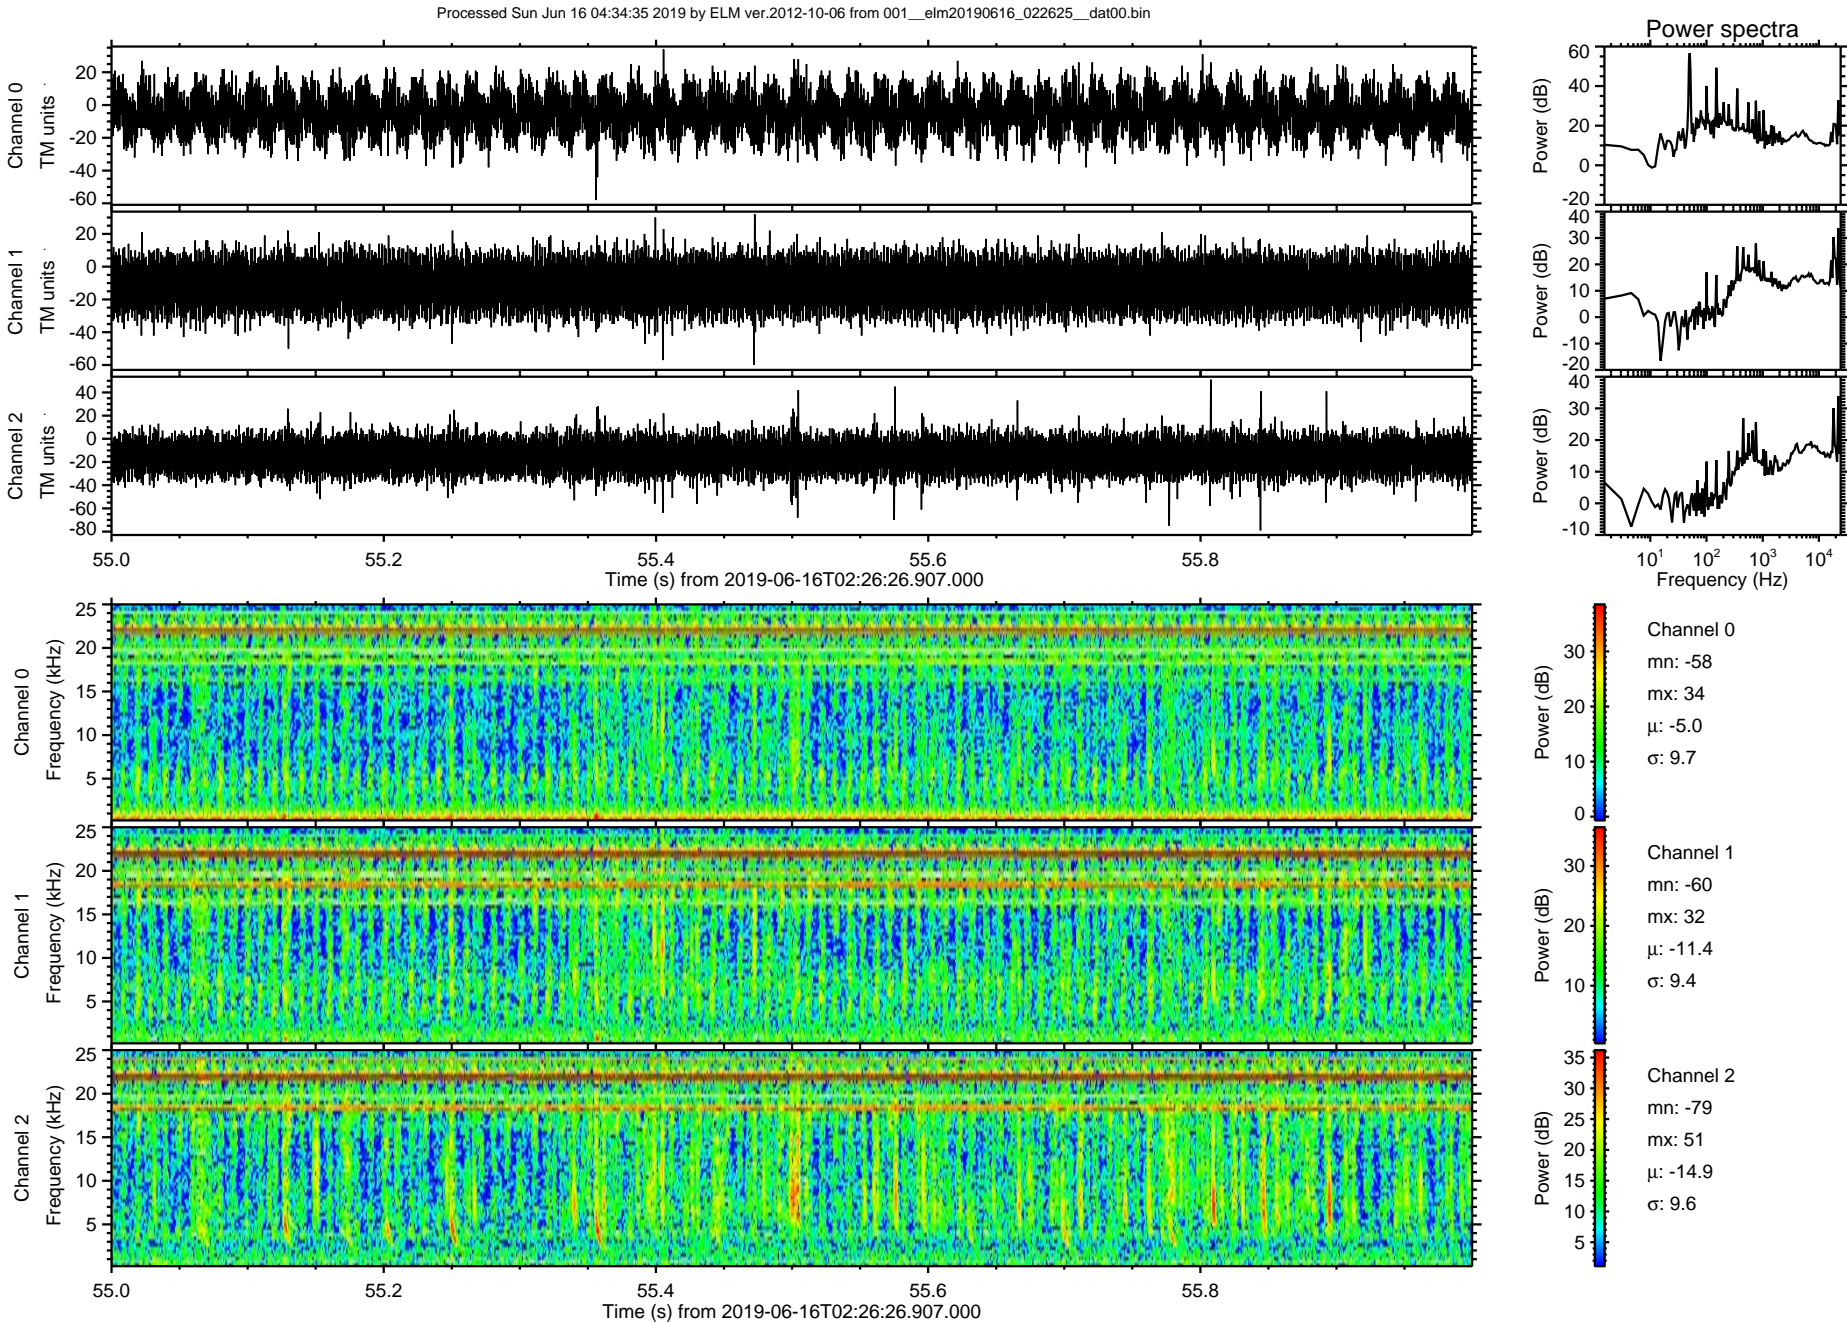 Processed Sun Jun 16 04:34:35 2019 by ELM ver.2012-10-06 from 001__elm20190616_022625__dat00.bin
Power spectra
Channel 0
TM units
20
0
-20
-40
-60
Power (dB)
60
40
20
0
-20
Channel 1
TM units
20
0
-20
-40
-60
Power (dB)
40
30
20
10
0
-10
-20
Channel 2
TM units
40
20
0
-20
-40
-60
-80
Power (dB)
40
30
20
10
0
-10
55.0 55.2 55.4 55.6 55.8
Time (s) from 2019-06-16T02:26:26.907.000
10¹ 10² 10³ 10⁴
Frequency (Hz)
Channel 0
Frequency (kHz)
25
20
15
10
5
Power (dB)
30
20
10
0
Channel 0
mn: -58
mx: 34
μ: -5.0
σ: 9.7
Channel 1
Frequency (kHz)
25
20
15
10
5
Power (dB)
30
20
10
Channel 1
mn: -60
mx: 32
μ: -11.4
σ: 9.4
Channel 2
Frequency (kHz)
25
20
15
10
5
Power (dB)
35
30
25
20
15
10
5
Channel 2
mn: -79
mx: 51
μ: -14.9
σ: 9.6
55.0 55.2 55.4 55.6 55.8
Time (s) from 2019-06-16T02:26:26.907.000